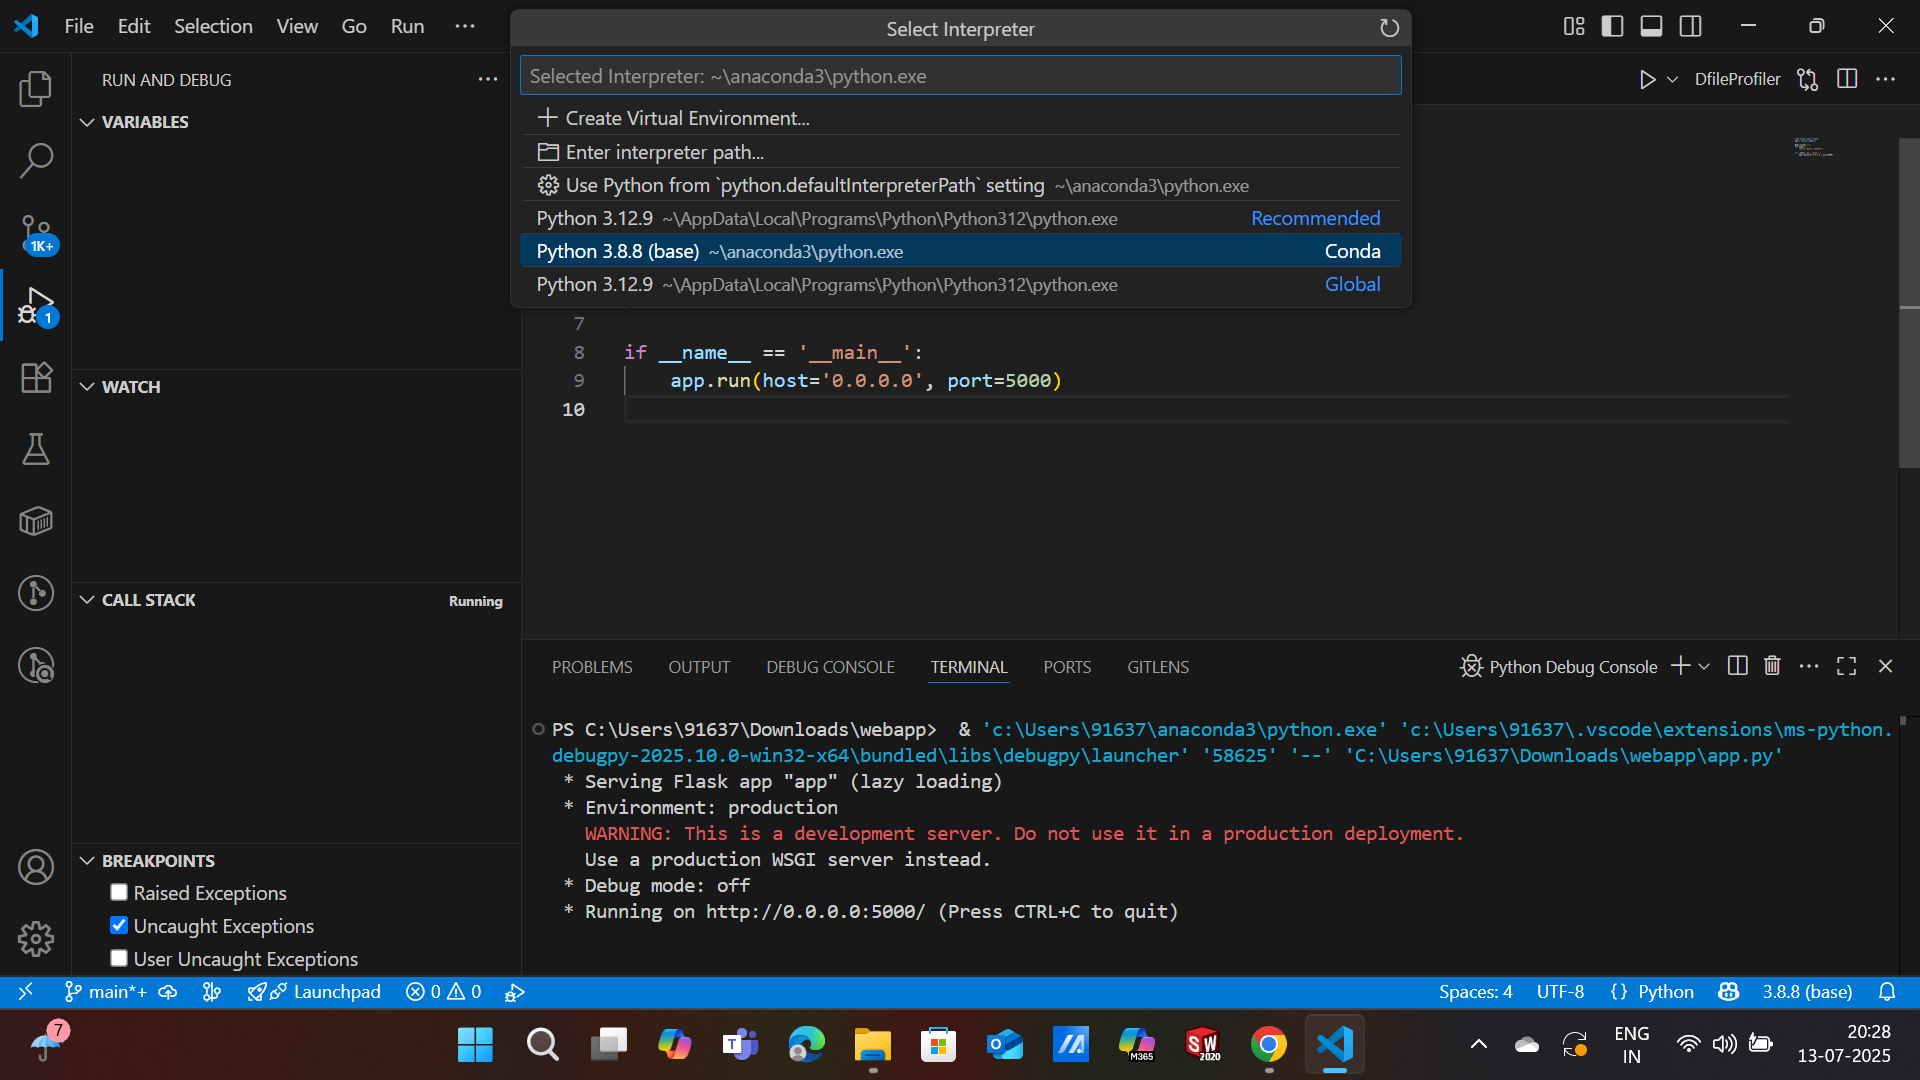 File Edit Selection View Go Run ···
Select Interpreter
Selected Interpreter: ~\anaconda3\python.exe
Create Virtual Environment...
Enter interpreter path...
Use Python from `python.defaultInterpreterPath` setting ~\anaconda3\python.exe
Python 3.12.9 ~\AppData\Local\Programs\Python\Python312\python.exe Recommended
Python 3.8.8 (base) ~\anaconda3\python.exe Conda
Python 3.12.9 ~\AppData\Local\Programs\Python\Python312\python.exe Global
DfileProfiler
RUN AND DEBUG
VARIABLES
1K+
1
WATCH
CALL STACK Running
BREAKPOINTS
Raised Exceptions
Uncaught Exceptions
User Uncaught Exceptions
7
8 if __name__ == '__main__':
9 app.run(host='0.0.0.0', port=5000)
10
PROBLEMS OUTPUT DEBUG CONSOLE TERMINAL PORTS GITLENS
Python Debug Console
PS C:\Users\91637\Downloads\webapp> & 'c:\Users\91637\anaconda3\python.exe' 'c:\Users\91637\.vscode\extensions\ms-python.
debugpy-2025.10.0-win32-x64\bundled\libs\debugpy\launcher' '58625' '--' 'C:\Users\91637\Downloads\webapp\app.py'
* Serving Flask app "app" (lazy loading)
* Environment: production
WARNING: This is a development server. Do not use it in a production deployment.
Use a production WSGI server instead.
* Debug mode: off
* Running on http://0.0.0.0:5000/ (Press CTRL+C to quit)
main*+ Launchpad 0 0
Spaces: 4 UTF-8 {} Python 3.8.8 (base)
7
M365
SW
2020
ENG
IN
20:28
13-07-2025